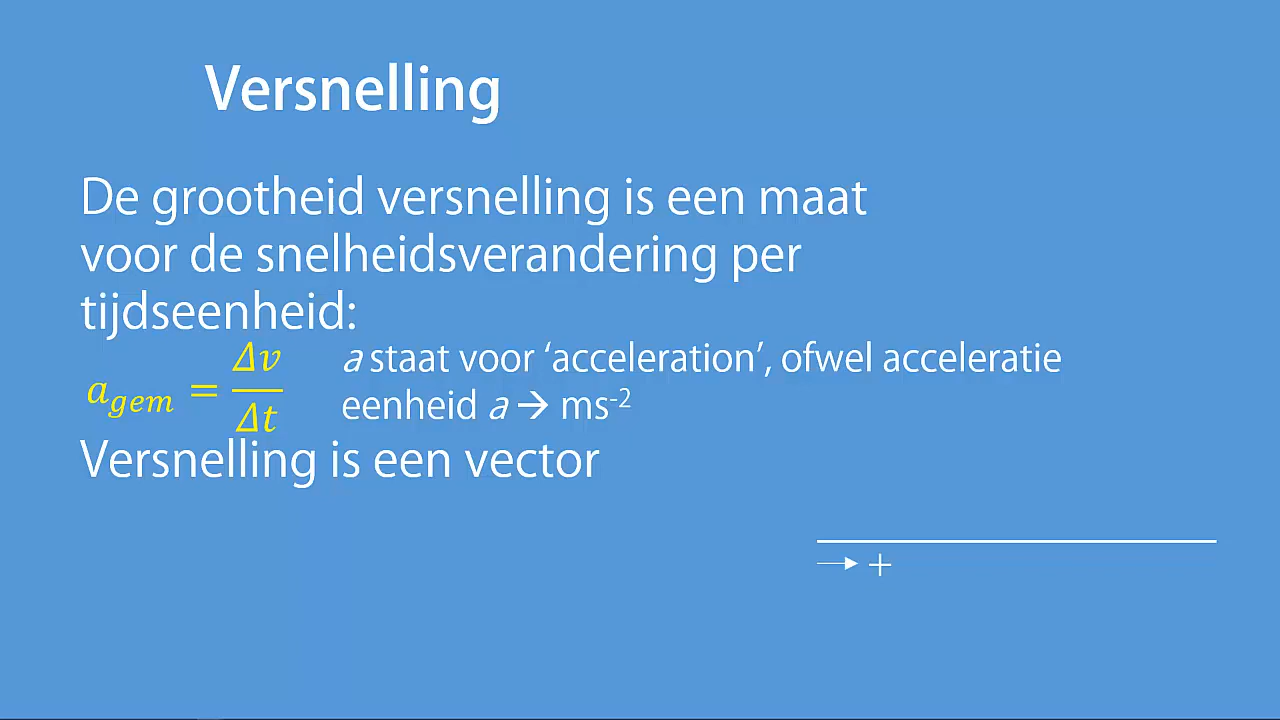 Versnelling
De grootheid versnelling is een maat
voor de snelheidsverandering per
tijdseenheid:
a_gem = Δv/Δt
a staat voor ‘acceleration’, ofwel acceleratie
eenheid a → ms⁻²
Versnelling is een vector
→ +